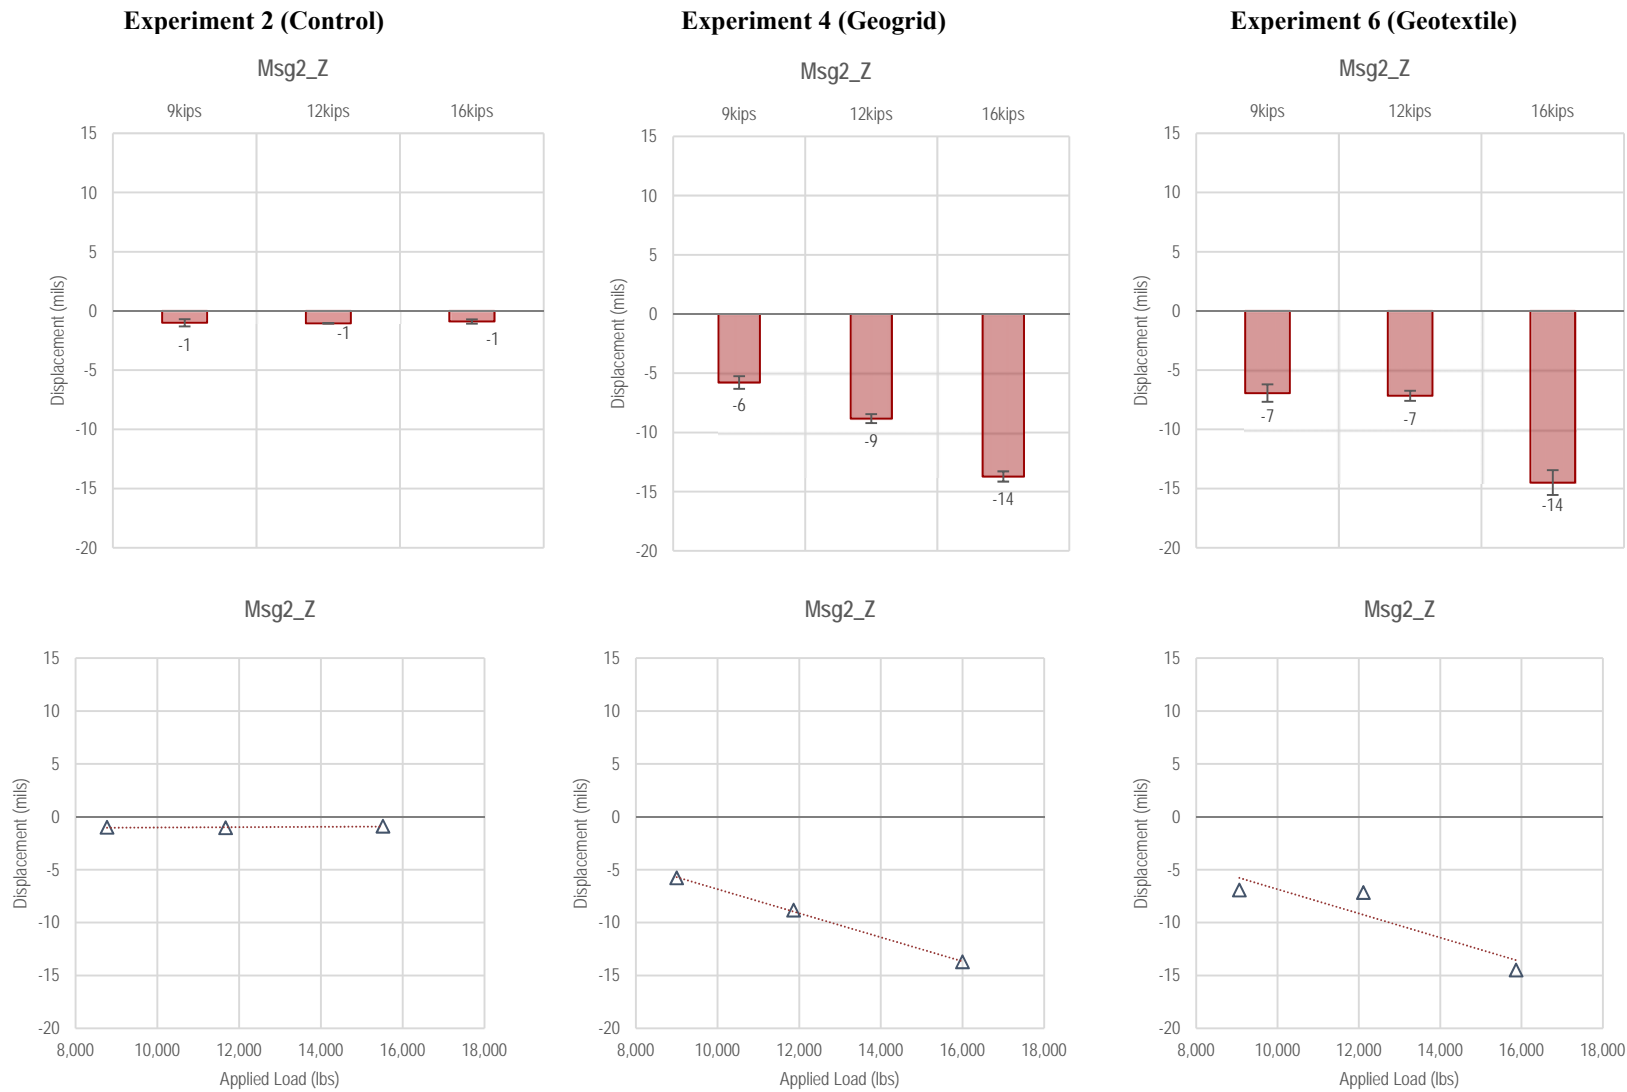 Experiment 2 (Control)
Msg2_Z
9kips 12kips 16kips
15
10
5
0
-5
-10
-15
-20
Displacement (mils)
-1
-1
-1
Experiment 4 (Geogrid)
Msg2_Z
9kips 12kips 16kips
15
10
5
0
-5
-10
-15
-20
Displacement (mils)
-6
-9
-14
Experiment 6 (Geotextile)
Msg2_Z
9kips 12kips 16kips
15
10
5
0
-5
-10
-15
-20
Displacement (mils)
-7
-7
-14
Msg2_Z
15
10
5
0
-5
-10
-15
-20
Displacement (mils)
8,000 10,000 12,000 14,000 16,000 18,000
Applied Load (lbs)
Msg2_Z
15
10
5
0
-5
-10
-15
-20
Displacement (mils)
8,000 10,000 12,000 14,000 16,000 18,000
Applied Load (lbs)
Msg2_Z
15
10
5
0
-5
-10
-15
-20
Displacement (mils)
8,000 10,000 12,000 14,000 16,000 18,000
Applied Load (lbs)